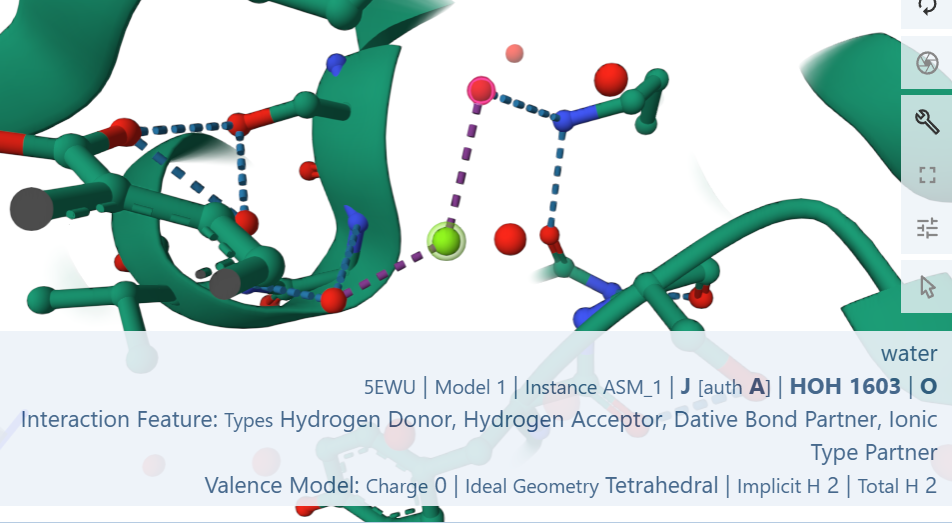 water
5EWU | Model 1 | Instance ASM_1 | J [auth A] | HOH 1603 | O
Interaction Feature: Types Hydrogen Donor, Hydrogen Acceptor, Dative Bond Partner, Ionic
Type Partner
Valence Model: Charge 0 | Ideal Geometry Tetrahedral | Implicit H 2 | Total H 2